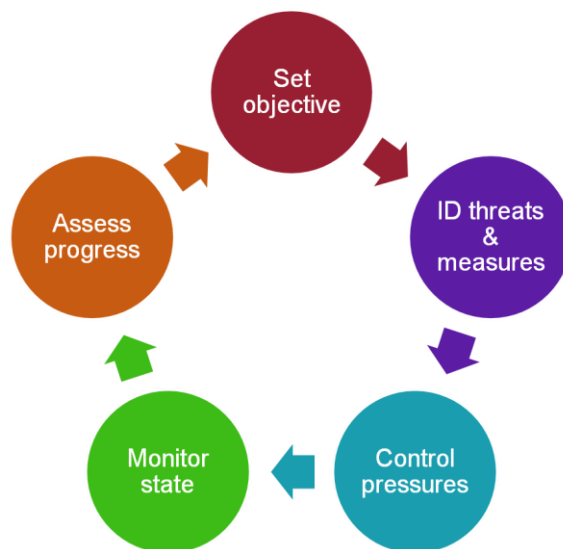 Set
objective
ID threats
&
measures
Control
pressures
Monitor
state
Assess
progress